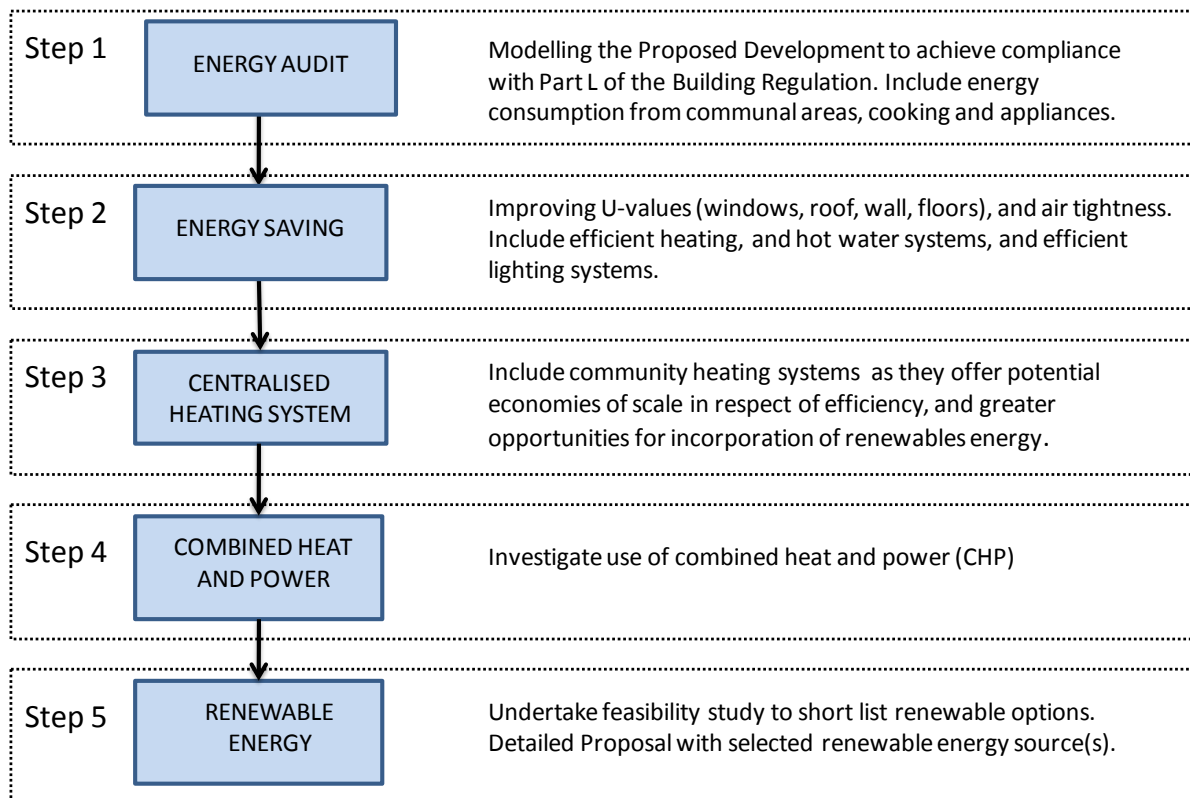 Step 1
ENERGY AUDIT
Modelling the Proposed Development to achieve compliance
with Part L of the Building Regulation. Include energy
consumption from communal areas, cooking and appliances.
Step 2
ENERGY SAVING
Improving U-values (windows, roof, wall, floors), and air tightness.
Include efficient heating, and hot water systems, and efficient
lighting systems.
Step 3
CENTRALISED
HEATING SYSTEM
Include community heating systems as they offer potential
economies of scale in respect of efficiency, and greater
opportunities for incorporation of renewables energy.
Step 4
COMBINED HEAT
AND POWER
Investigate use of combined heat and power (CHP)
Step 5
RENEWABLE
ENERGY
Undertake feasibility study to short list renewable options.
Detailed Proposal with selected renewable energy source(s).